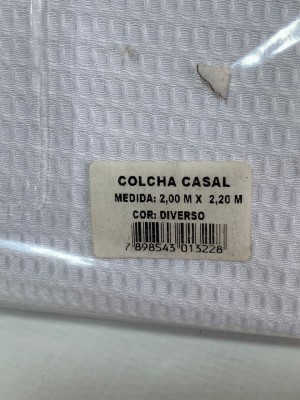 COLCHA CASAL
MEDIDA: 2,00 M X 2,20 M
COR: DIVERSO
7 898543 013228